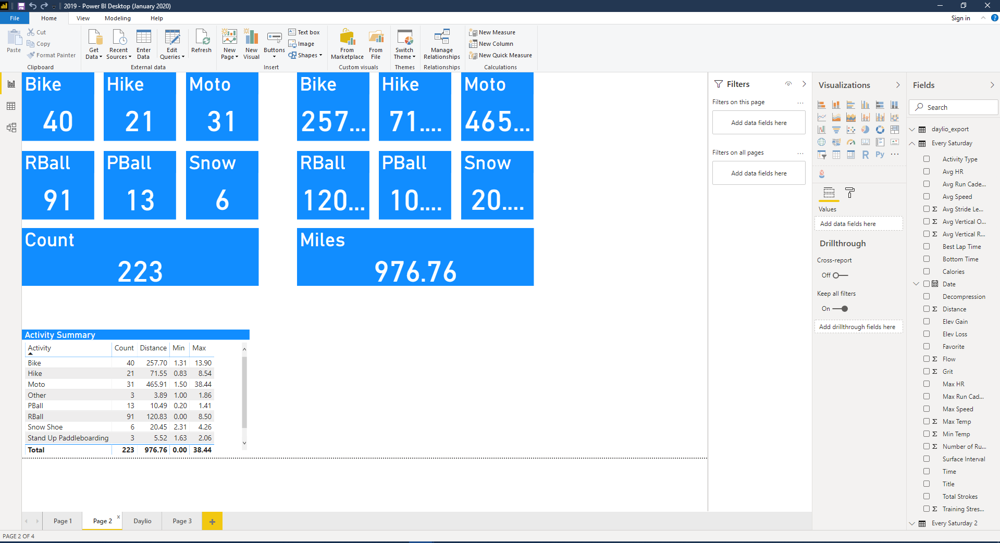 2019 - Power BI Desktop (January 2020)
File Home View Modeling Help Sign in
Paste
Cut
Copy
Format Painter
Clipboard
Get Data
Recent Sources
Enter Data
Edit Queries
Refresh
External data
New Page
New Visual
Buttons
Text box
Image
Shapes
Insert
From Marketplace
From File
Custom visuals
Switch Theme
Themes
Manage Relationships
Relationships
New Measure
New Column
New Quick Measure
Calculations
Bike
40
Hike
21
Moto
31
Bike
257...
Hike
71....
Moto
465...
RBall
91
PBall
13
Snow
6
RBall
120...
PBall
10....
Snow
20....
Count
223
Miles
976.76
Activity Summary
Activity Count Distance Min Max
Bike 40 257.70 1.31 13.90
Hike 21 71.55 0.83 8.54
Moto 31 465.91 1.50 38.44
Other 3 3.89 1.00 1.86
PBall 13 10.49 0.20 1.41
RBall 91 120.83 0.00 8.50
Snow Shoe 6 20.45 2.31 4.26
Stand Up Paddleboarding 3 5.52 1.63 2.06
Total 223 976.76 0.00 38.44
Filters
Filters on this page ...
Add data fields here
Filters on all pages ...
Add data fields here
Visualizations
R Py ...
Values
Add data fields here
Drillthrough
Cross-report
Off
Keep all filters
On
Add drillthrough fields here
Fields
Search
daylio_export
Every Saturday
Activity Type
Avg HR
Avg Run Cade...
Avg Speed
Σ Avg Stride Le...
Σ Avg Vertical O...
Σ Avg Vertical R...
Best Lap Time
Bottom Time
Calories
Date
Decompression
Σ Distance
Elev Gain
Elev Loss
Favorite
Σ Flow
Σ Grit
Max HR
Max Run Cad...
Max Speed
Σ Max Temp
Σ Min Temp
Σ Number of Ru...
Surface Interval
Time
Title
Total Strokes
Σ Training Stres...
Every Saturday 2
Page 1 Page 2 x Daylio Page 3 +
PAGE 2 OF 4